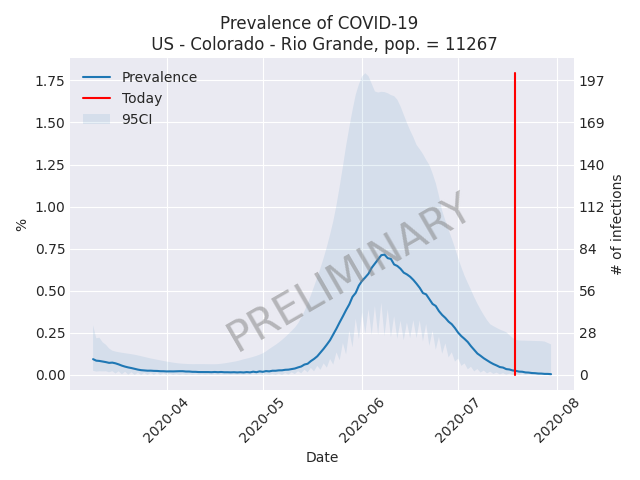 Prevalence of COVID-19
US - Colorado - Rio Grande, pop. = 11267
Prevalence
Today
95CI
PRELIMINARY
1.75
1.50
1.25
1.00
0.75
0.50
0.25
0.00
%
197
169
140
112
84
56
28
0
# of infections
2020-04
2020-05
2020-06
2020-07
2020-08
Date